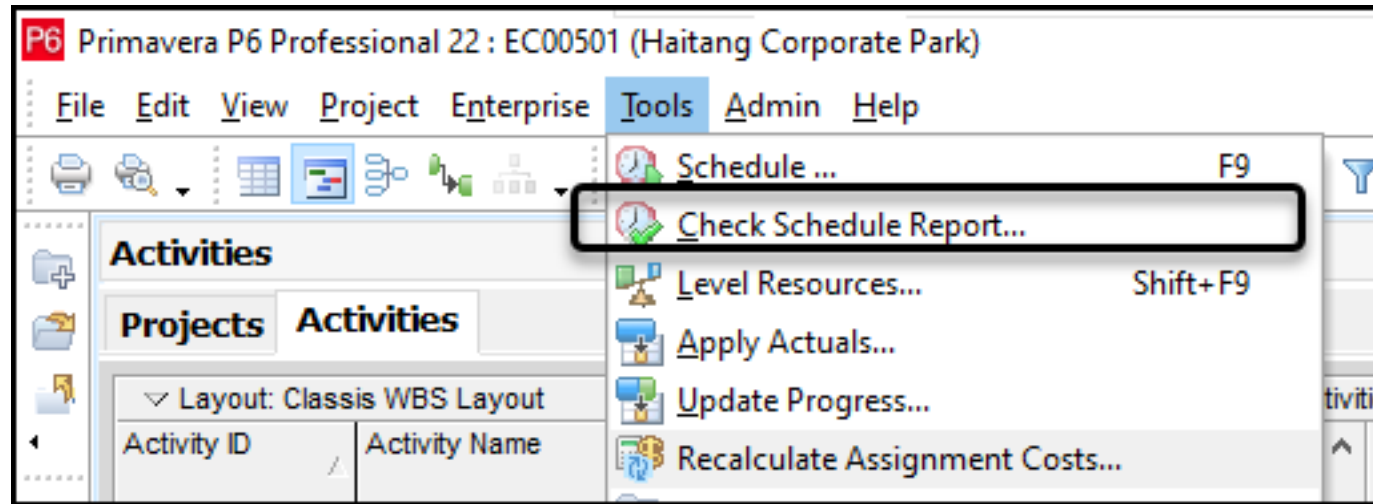 P6 Primavera P6 Professional 22 : EC00501 (Haitang Corporate Park)
File Edit View Project Enterprise Tools Admin Help
Schedule ... F9
Check Schedule Report...
Activities
Level Resources... Shift+F9
Projects Activities
Apply Actuals...
Layout: Classis WBS Layout
Update Progress...
Activity ID Activity Name
Recalculate Assignment Costs...